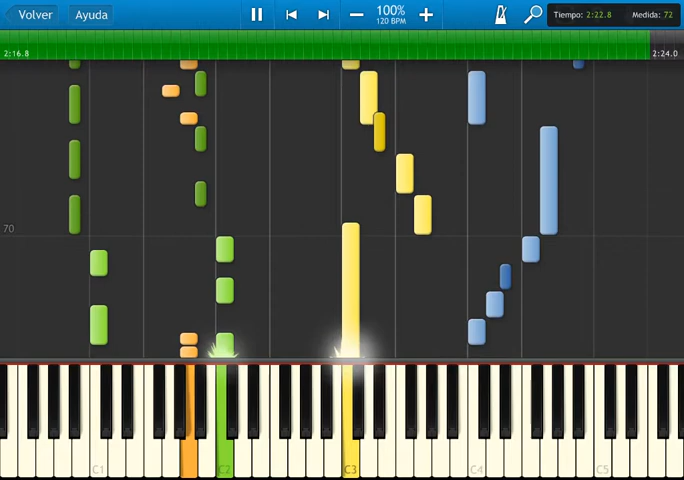 Volver
Ayuda
100%
120 BPM
Tiempo: 2:22.8
Medida: 72
2:16.8
2:24.0
70
C1
C2
C3
C4
C5